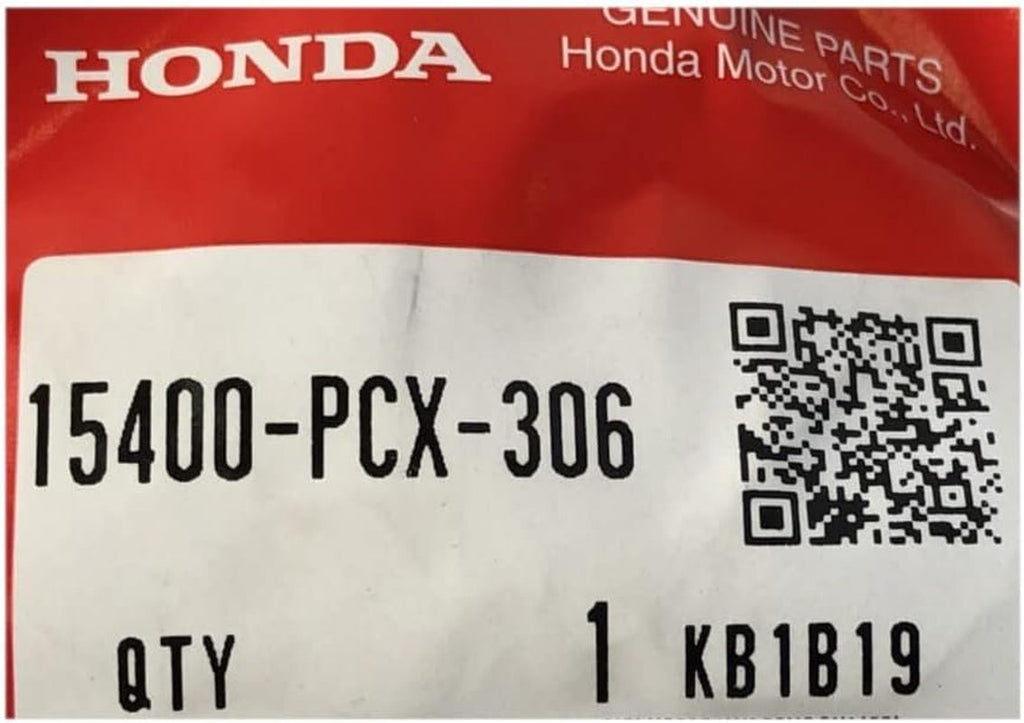 HONDA
GENUINE PARTS
Honda Motor Co., Ltd.
15400-PCX-306
QTY 1 KB1B19